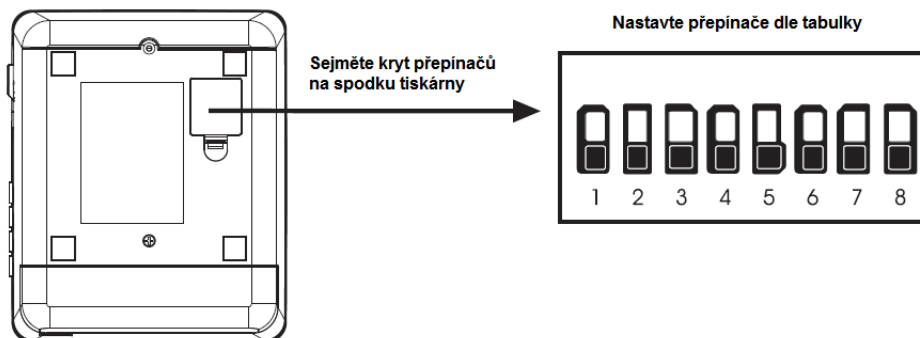 Nastavte přepínače dle tabulky
Sejměte kryt přepínačů
na spodku tiskárny
1 2 3 4 5 6 7 8